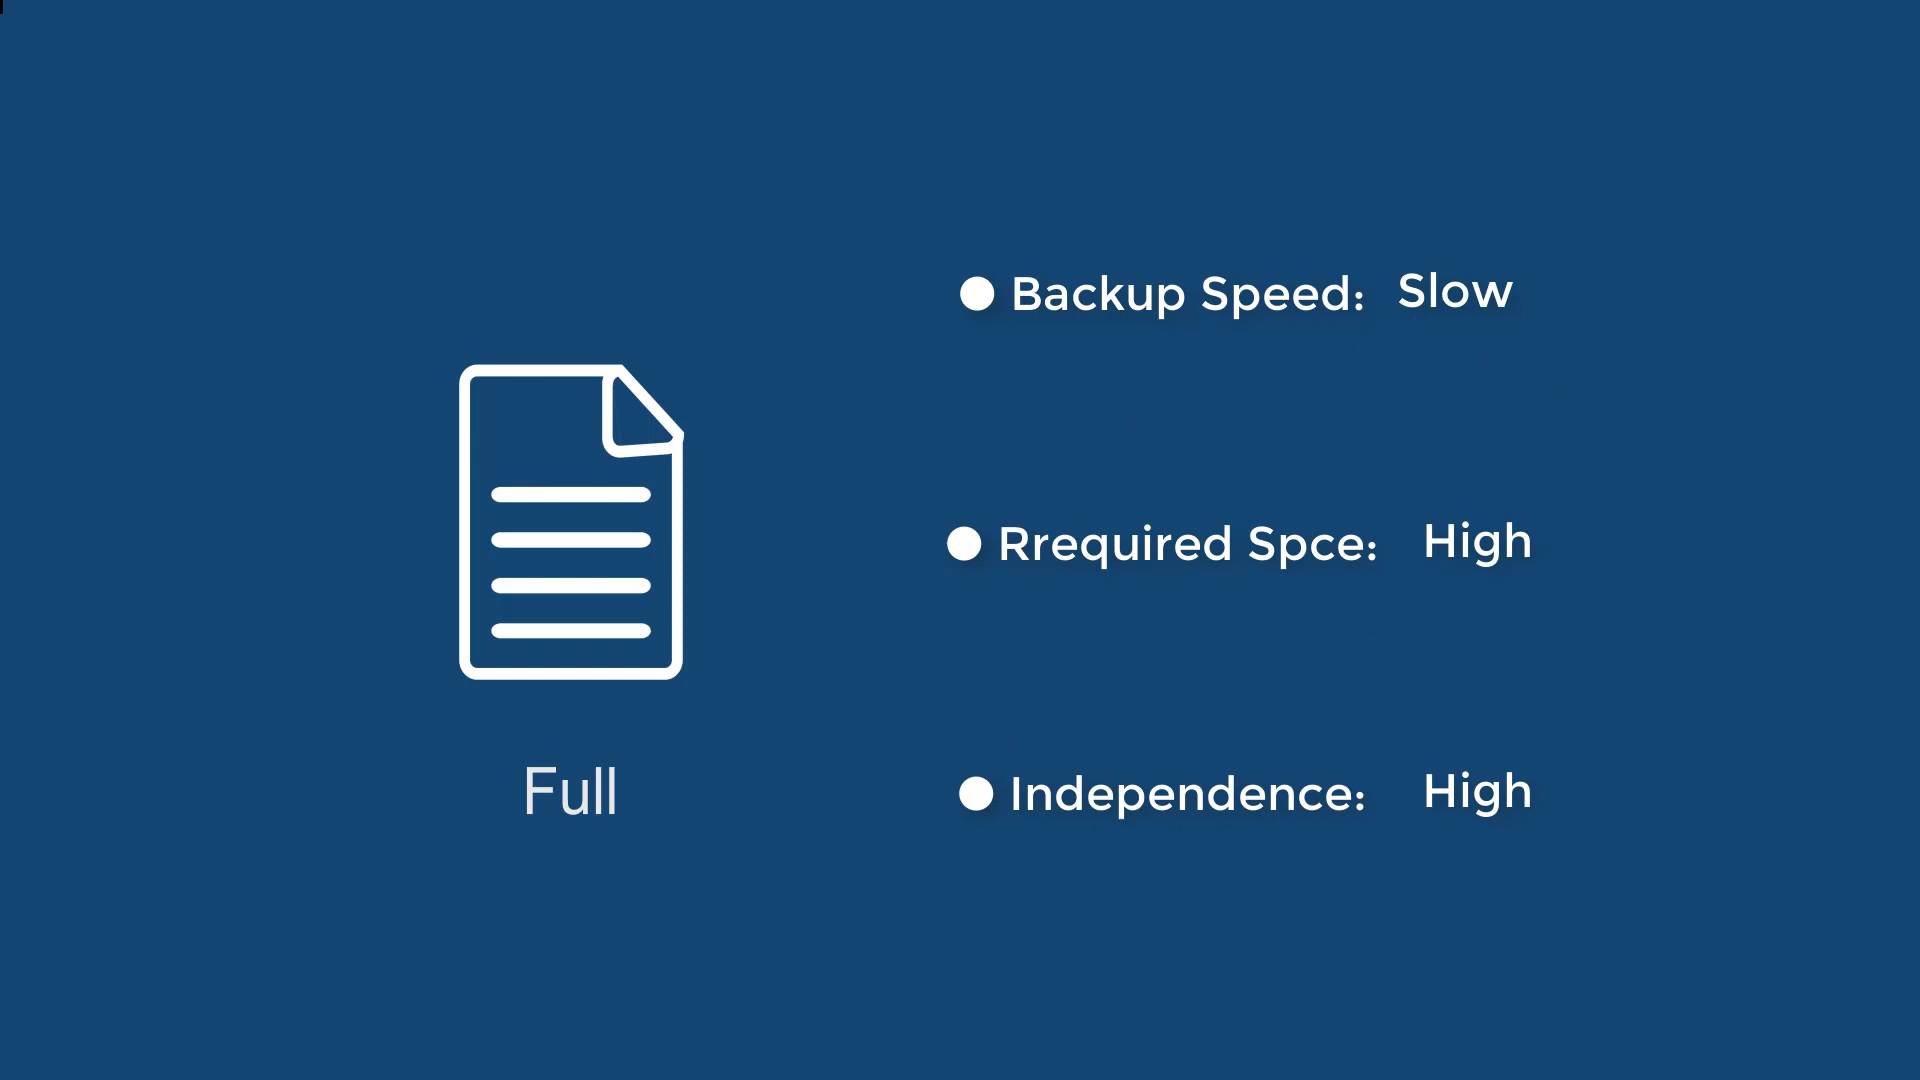 Backup Speed: Slow
Rrequired Spce: High
Full
Independence: High